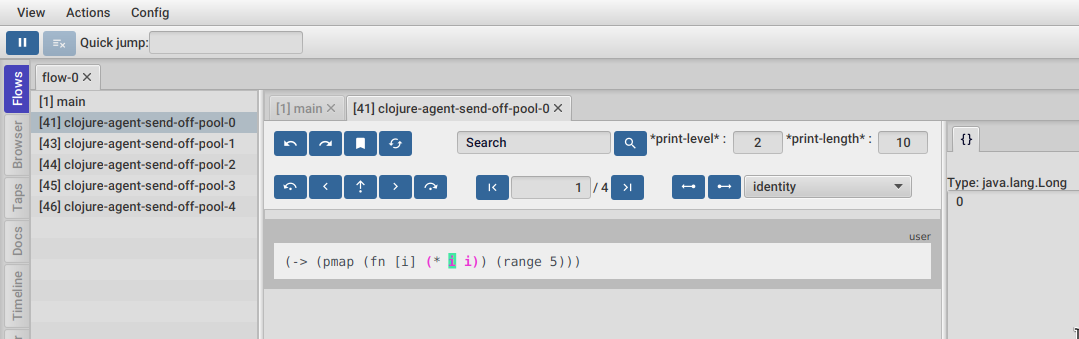 View Actions Config
Quick jump:
Flows
Browser
Taps
Docs
Timeline
flow-0
[1] main
[41] clojure-agent-send-off-pool-0
[43] clojure-agent-send-off-pool-1
[44] clojure-agent-send-off-pool-2
[45] clojure-agent-send-off-pool-3
[46] clojure-agent-send-off-pool-4
[1] main [41] clojure-agent-send-off-pool-0
Search *print-level* : 2 *print-length* : 10
1 / 4 identity
user
(-> (pmap (fn [i] (* i i)) (range 5)))
{}
Type: java.lang.Long
0